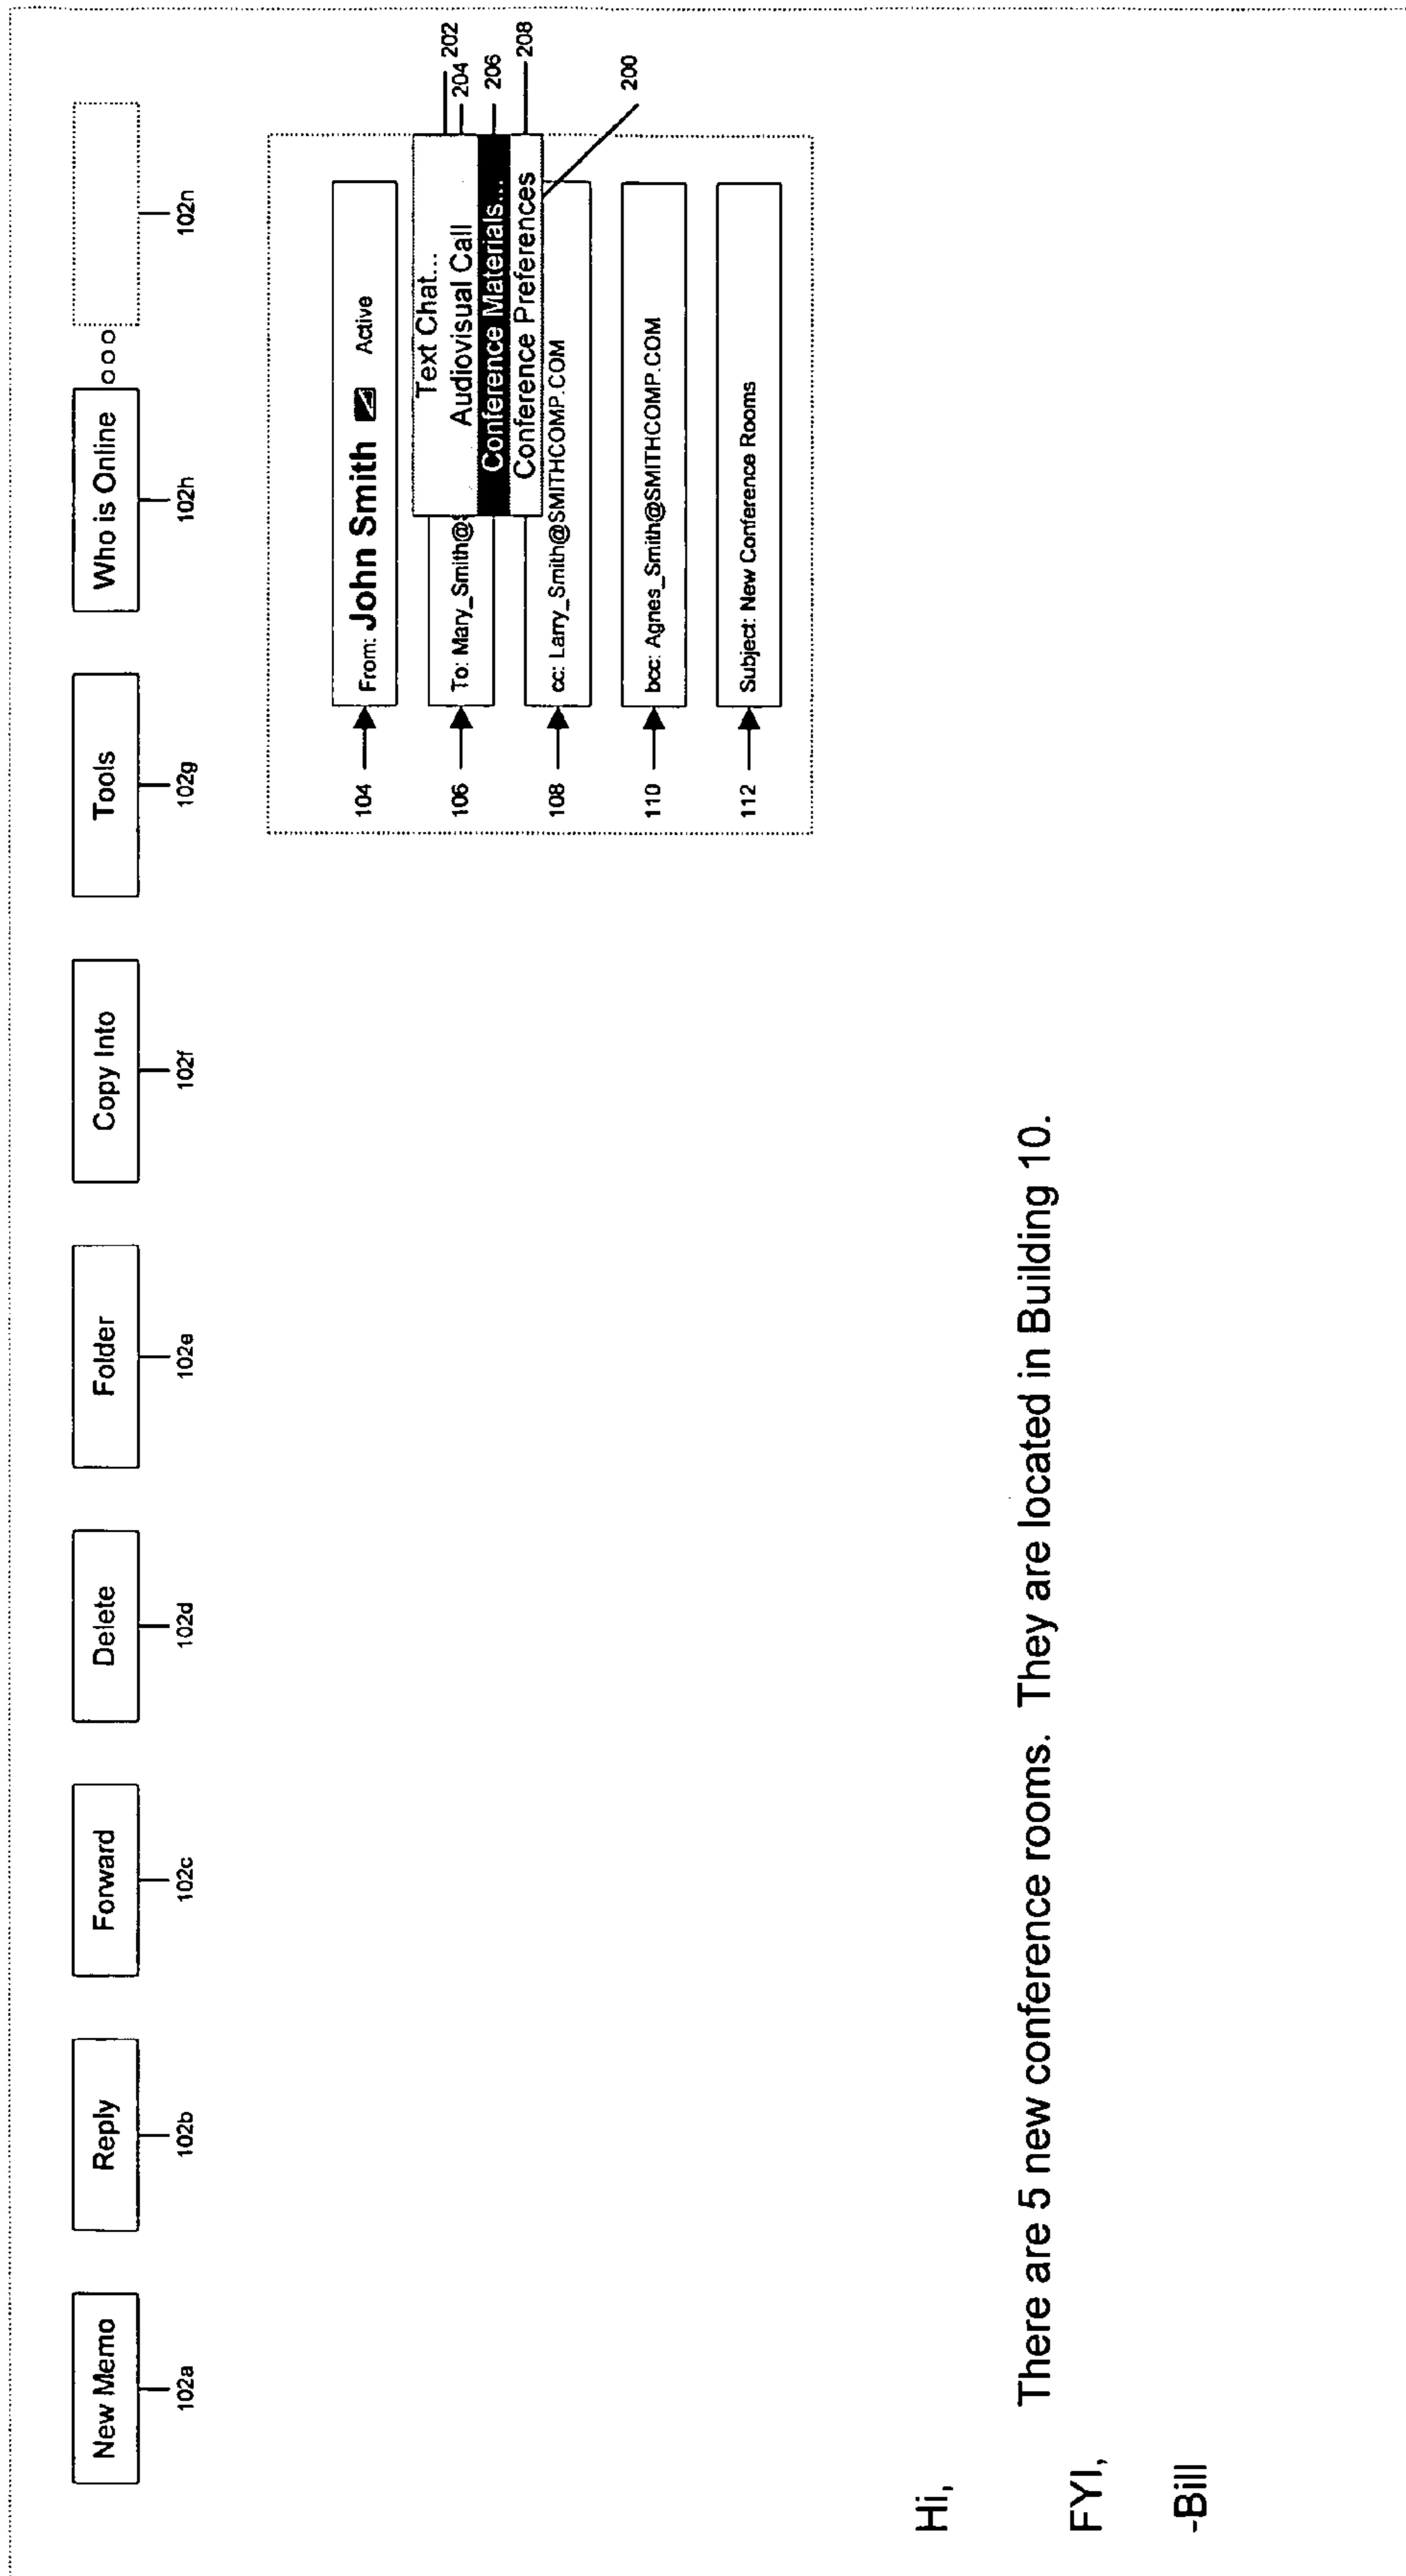 New Memo
Reply
Forward
Delete
Folder
Copy Into
Tools
Who is Online
102a
102b
102c
102d
102e
102f
102g
102h
102n
104
From: John Smith Active
Text Chat...
202
Audiovisual Call
204
106
To: Mary_Smith@S
Conference Materials...
206
Conference Preferences
208
108
cc: Larry_Smith@SMITHCOMP.COM
200
110
bcc: Agnes_Smith@SMITHCOMP.COM
112
Subject: New Conference Rooms
Hi,
There are 5 new conference rooms. They are located in Building 10.
FYI,
-Bill